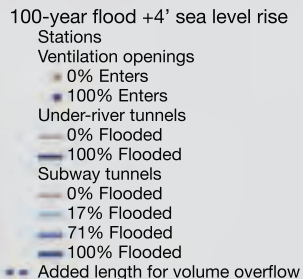 100-year flood +4' sea level rise
Stations
Ventilation openings
0% Enters
100% Enters
Under-river tunnels
0% Flooded
100% Flooded
Subway tunnels
0% Flooded
17% Flooded
71% Flooded
100% Flooded
Added length for volume overflow